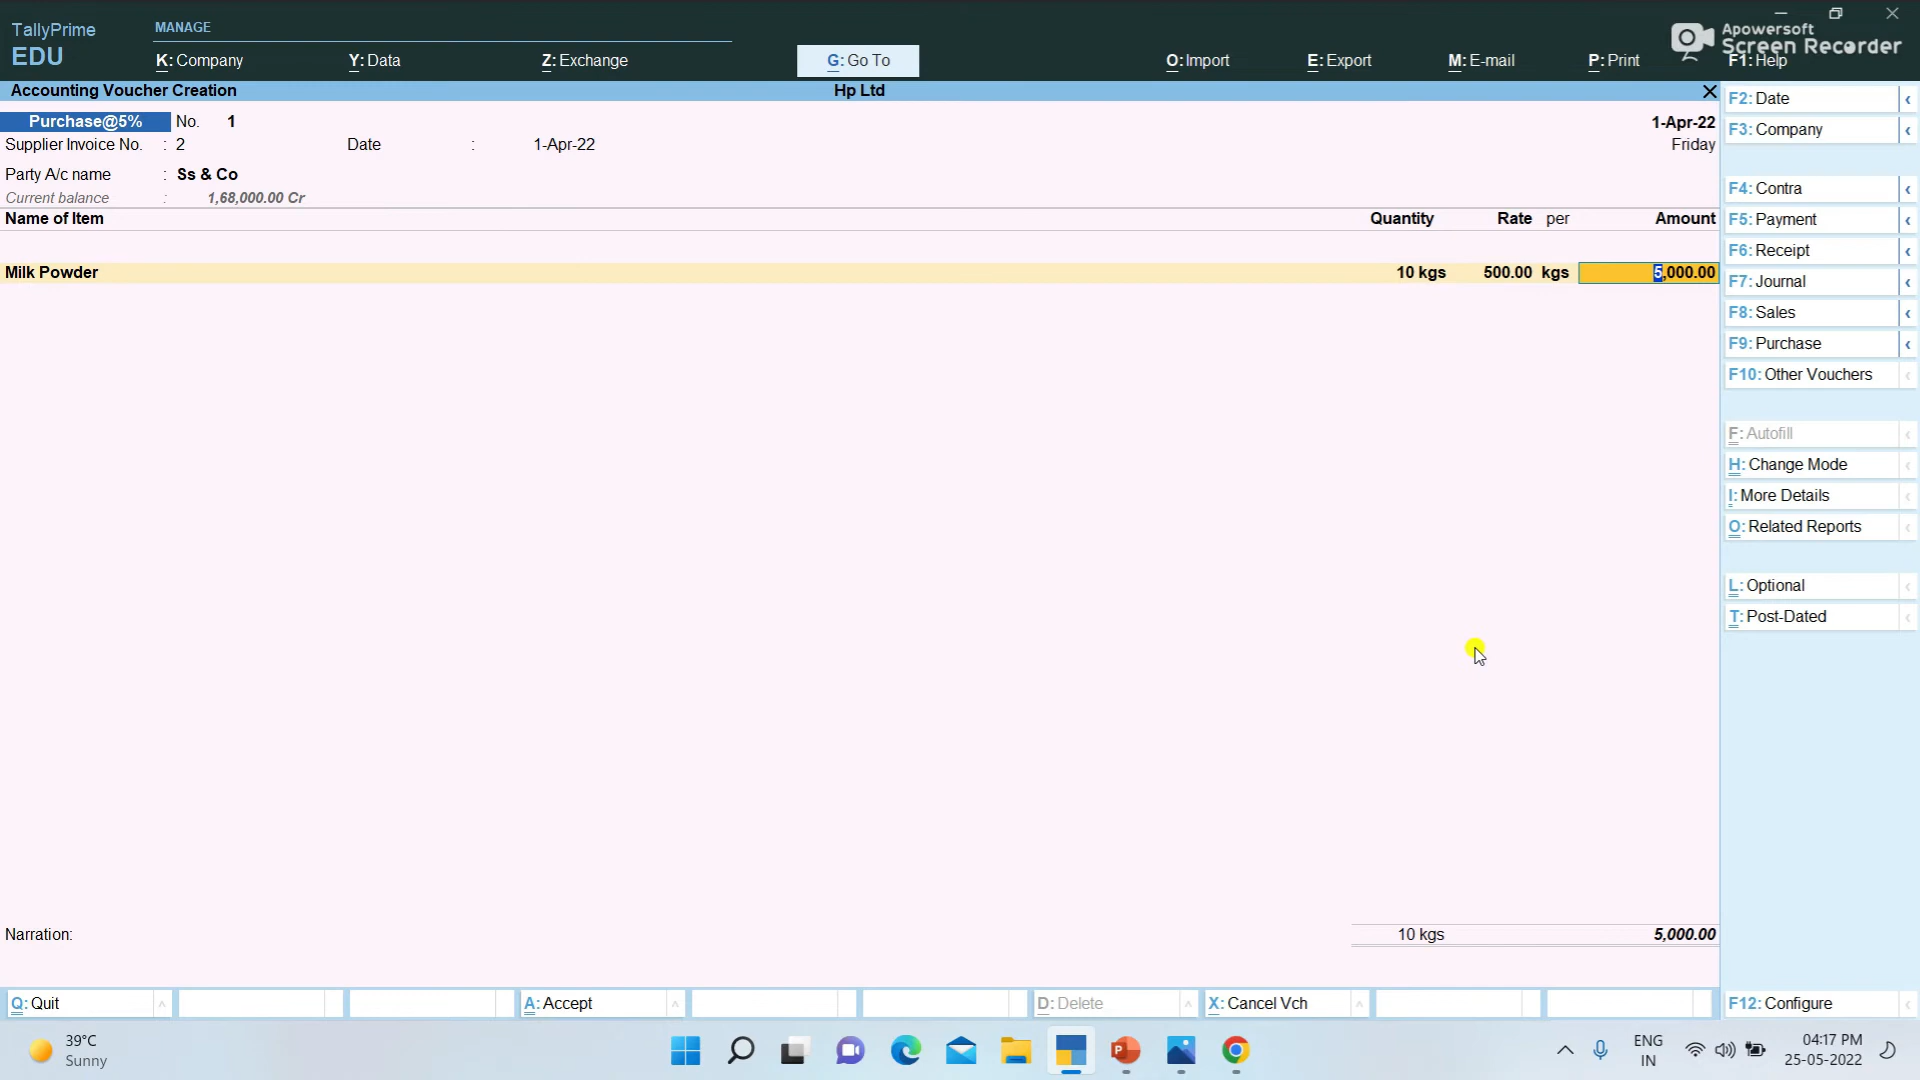 TallyPrime
EDU
MANAGE
K: Company
Y: Data
Z: Exchange
G: Go To
O: Import
E: Export
M: E-mail
P: Print
F1: Help
Apowersoft
Screen Recorder
Accounting Voucher Creation
Hp Ltd
Purchase@5% No. 1
1-Apr-22
Supplier Invoice No. : 2 Date : 1-Apr-22
Friday
Party A/c name : Ss & Co
Current balance : 1,68,000.00 Cr
Name of Item Quantity Rate per Amount
Milk Powder 10 kgs 500.00 kgs 5,000.00
Narration: 10 kgs 5,000.00
F2: Date
F3: Company
F4: Contra
F5: Payment
F6: Receipt
F7: Journal
F8: Sales
F9: Purchase
F10: Other Vouchers
F: Autofill
H: Change Mode
I: More Details
O: Related Reports
L: Optional
T: Post-Dated
F12: Configure
Q: Quit
A: Accept
D: Delete
X: Cancel Vch
39°C
Sunny
ENG
IN
04:17 PM
25-05-2022